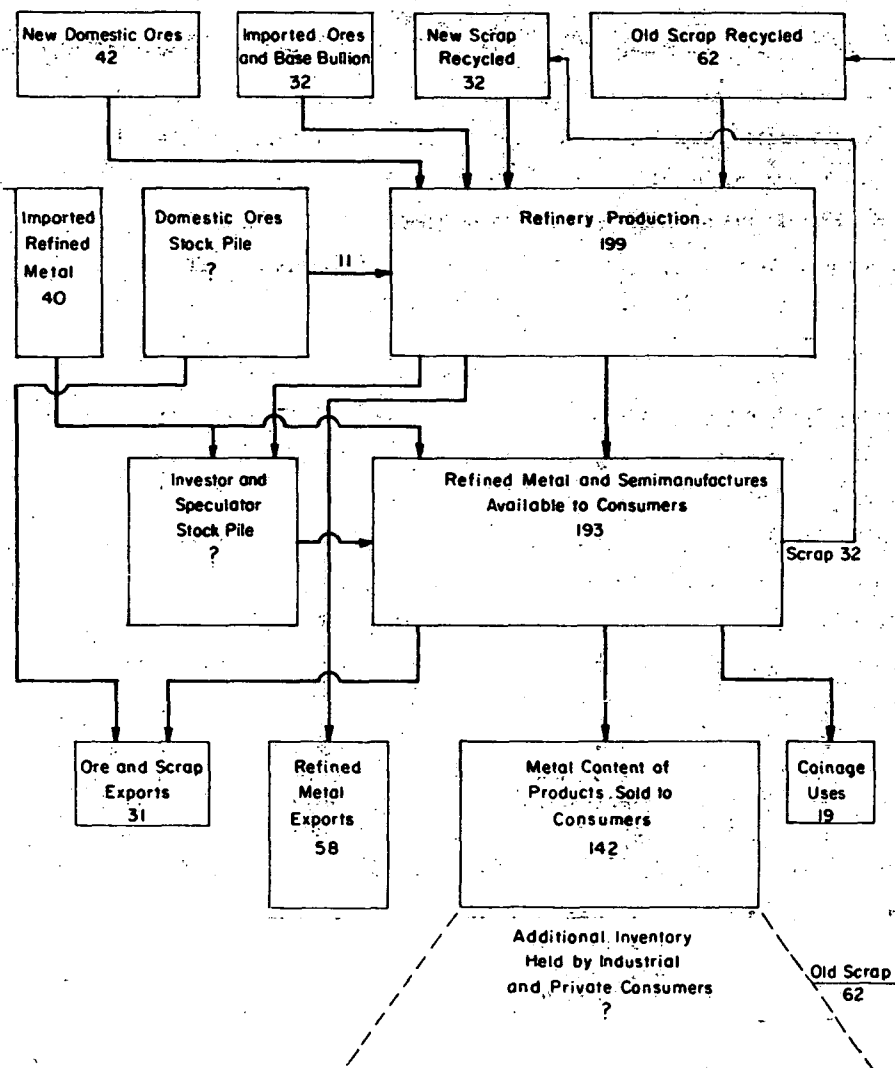 New Domestic Ores
42
Imported Ores
and Base Bullion
32
New Scrap
Recycled
32
Old Scrap Recycled
62
Imported
Refined
Metal
40
Domestic Ores
Stock Pile
?
11
Refinery Production
199
Investor and
Speculator
Stock Pile
?
Refined Metal and Semimanufactures
Available to Consumers
193
Scrap 32
Ore and Scrap
Exports
31
Refined
Metal
Exports
58
Metal Content of
Products Sold to
Consumers
142
Coinage
Uses
19
Additional Inventory
Held by Industrial
and Private Consumers
?
Old Scrap
62